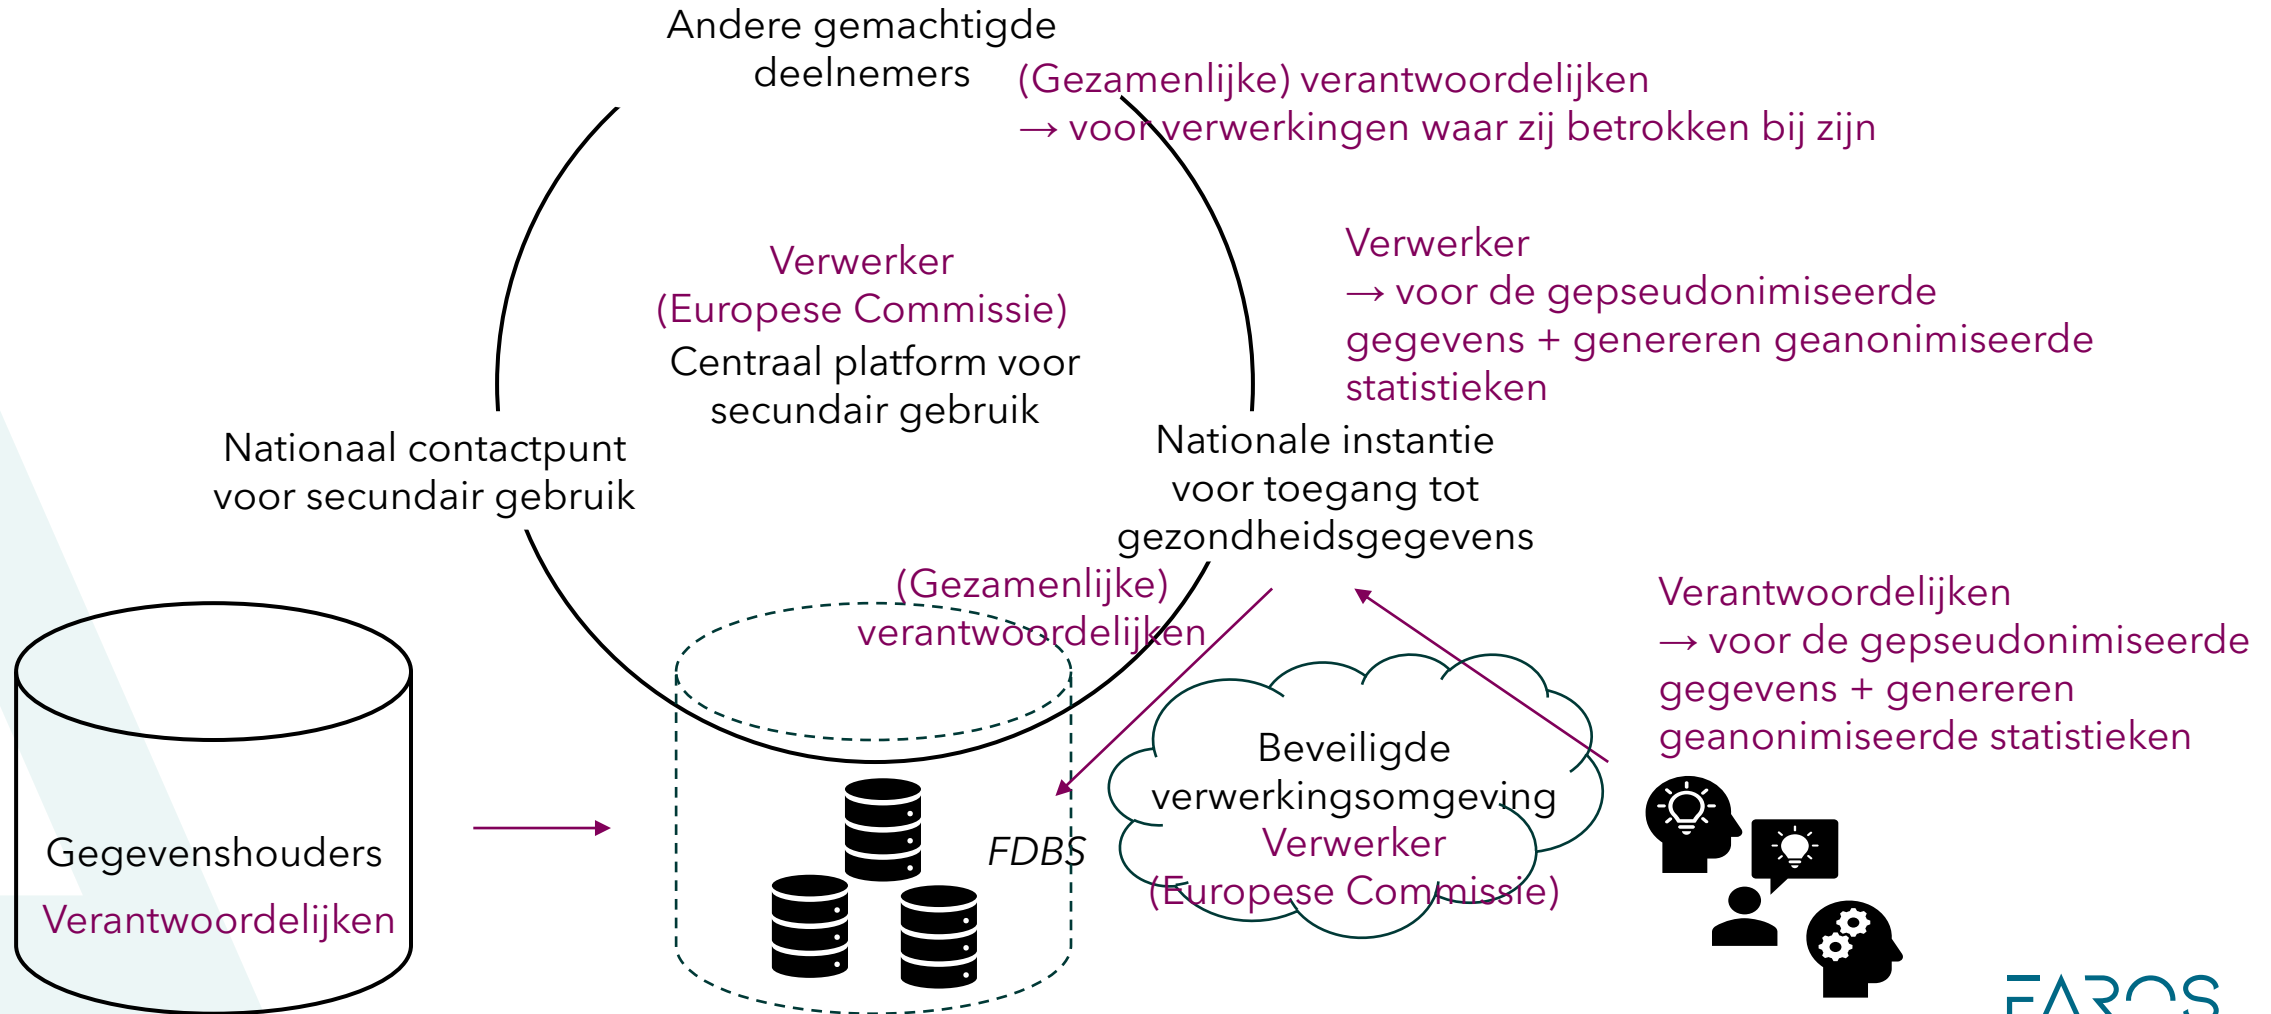 Andere gemachtigde
deelnemers
(Gezamenlijke) verantwoordelijken
→ voor verwerkingen waar zij betrokken bij zijn
Verwerker
(Europese Commissie)
Centraal platform voor
secundair gebruik
Verwerker
→ voor de gepseudonimiseerde
gegevens + genereren geanonimiseerde
statistieken
Nationaal contactpunt
voor secundair gebruik
Nationale instantie
voor toegang tot
gezondheidsgegevens
(Gezamenlijke)
verantwoordelijken
Verantwoordelijken
→ voor de gepseudonimiseerde
gegevens + genereren
geanonimiseerde statistieken
Gegevenshouders
Verantwoordelijken
FDBS
Beveiligde
verwerkingsomgeving
Verwerker
(Europese Commissie)
FAROS